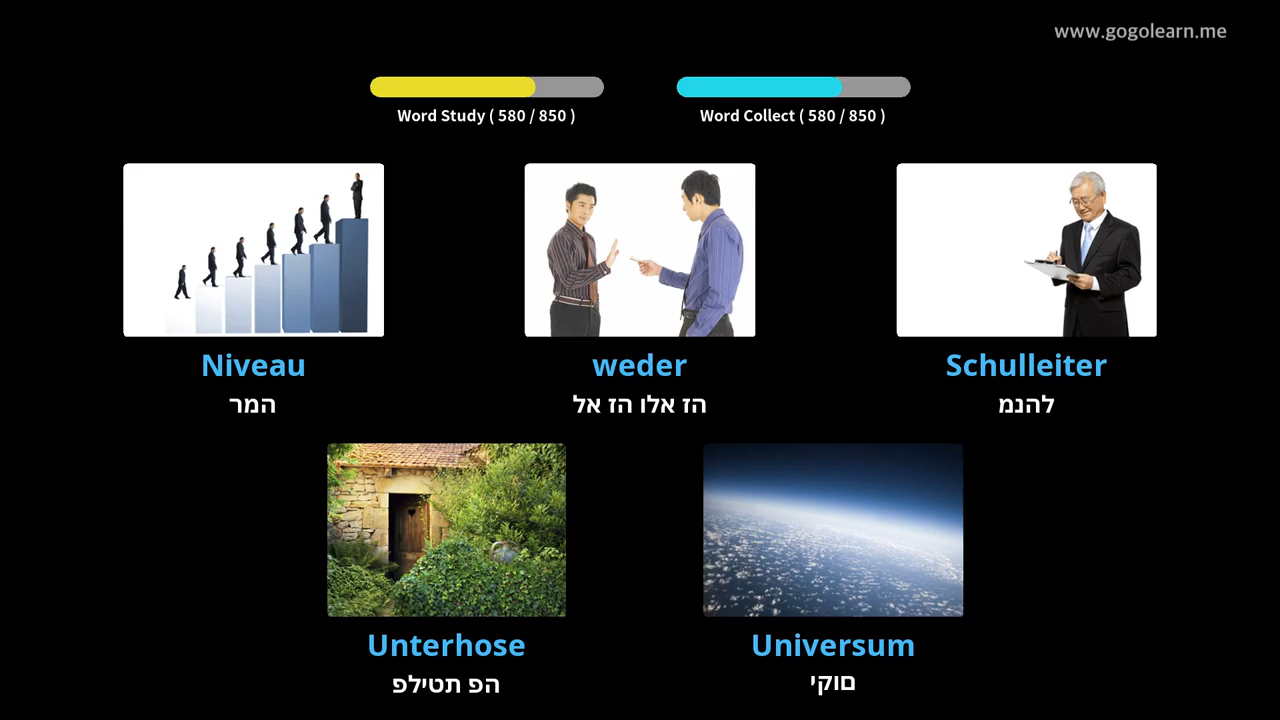 www.gogolearn.me
Word Study ( 580 / 850 )
Word Collect ( 580 / 850 )
Niveau
המר
weder
הז אלו הז אל
Schulleiter
להנמ
Unterhose
הפ תטילפ
Universum
םוקי